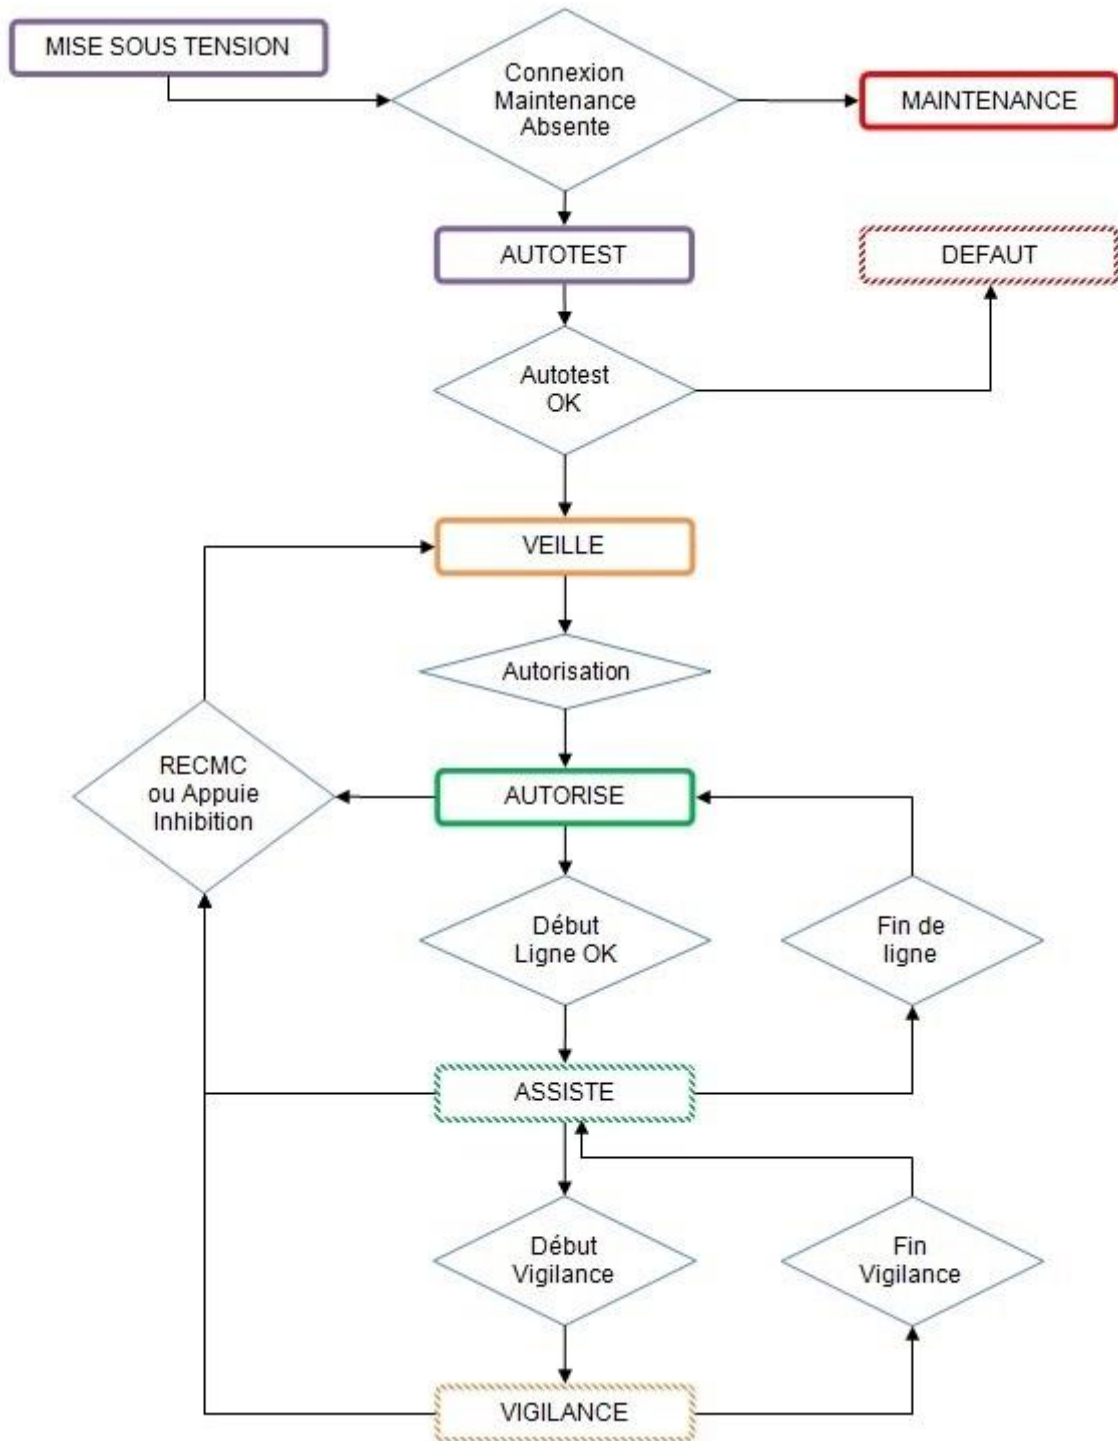 MISE SOUS TENSION
Connexion
Maintenance
Absente
MAINTENANCE
AUTOTEST
DEFAUT
Autotest
OK
VEILLE
Autorisation
RECMC
ou Appuie
Inhibition
AUTORISE
Début
Ligne OK
Fin de
ligne
ASSISTE
Début
Vigilance
Fin
Vigilance
VIGILANCE